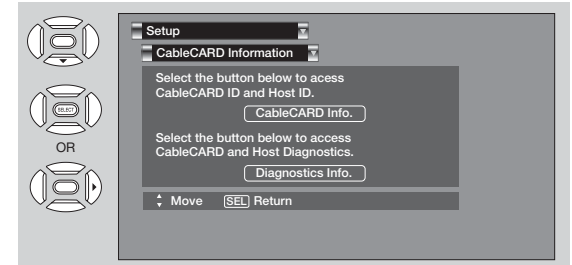 Setup
CableCARD Information
Select the button below to acess
CableCARD ID and Host ID.
CableCARD Info.
SELECT
OR
Select the button below to access
CableCARD and Host Diagnostics.
Diagnostics Info.
Move SEL Return